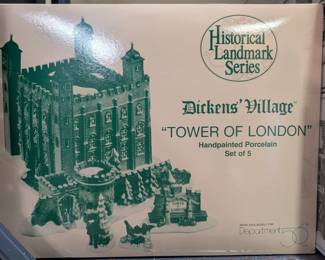 Historical
Landmark
Series
Dickens' Village
"TOWER OF LONDON"
Handpainted Porcelain
Set of 5
Department 56